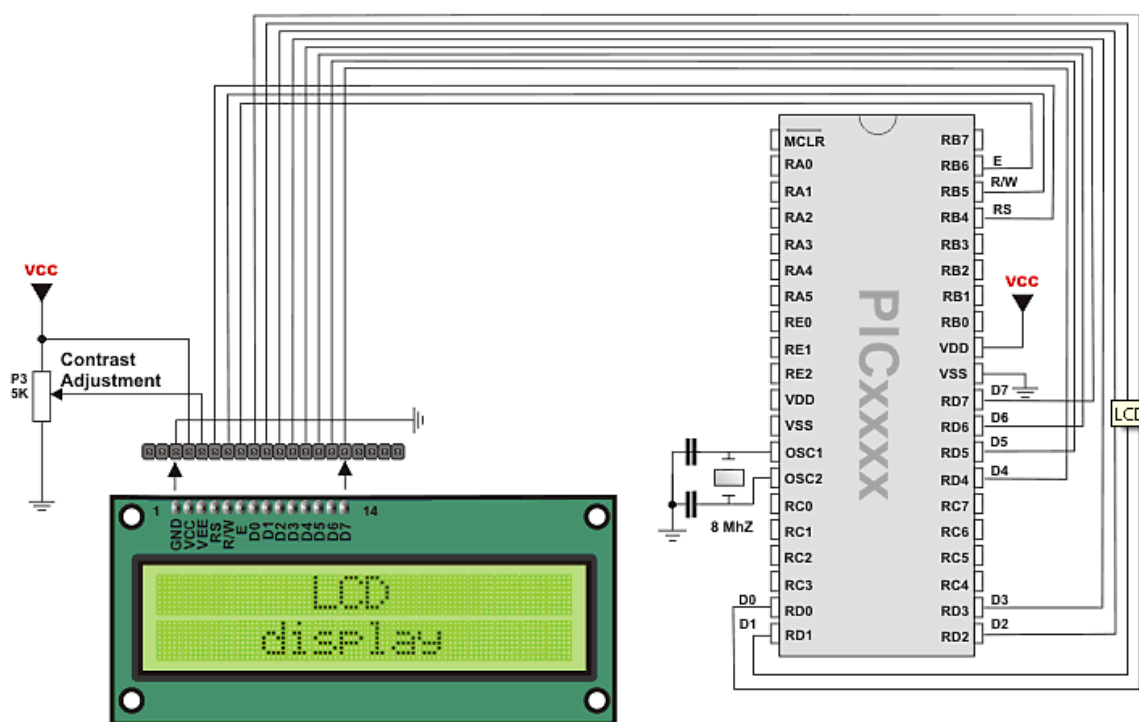 VCC
P3
5K
Contrast
Adjustment
1
14
GND
VCC
VEE
RS
R/W
E
D0
D1
D2
D3
D4
D5
D6
D7
LCD
display
MCLR
RA0
RA1
RA2
RA3
RA4
RA5
RE0
RE1
RE2
VDD
VSS
OSC1
OSC2
RC0
RC1
RC2
RC3
RD0
RD1
PICxxxx
RB7
RB6
RB5
RB4
RB3
RB2
RB1
RB0
VDD
VSS
RD7
RD6
RD5
RD4
RC7
RC6
RC5
RC4
RD3
RD2
E
R/W
RS
VCC
D7
D6
D5
D4
D3
D2
D0
D1
8 MhZ
LCD